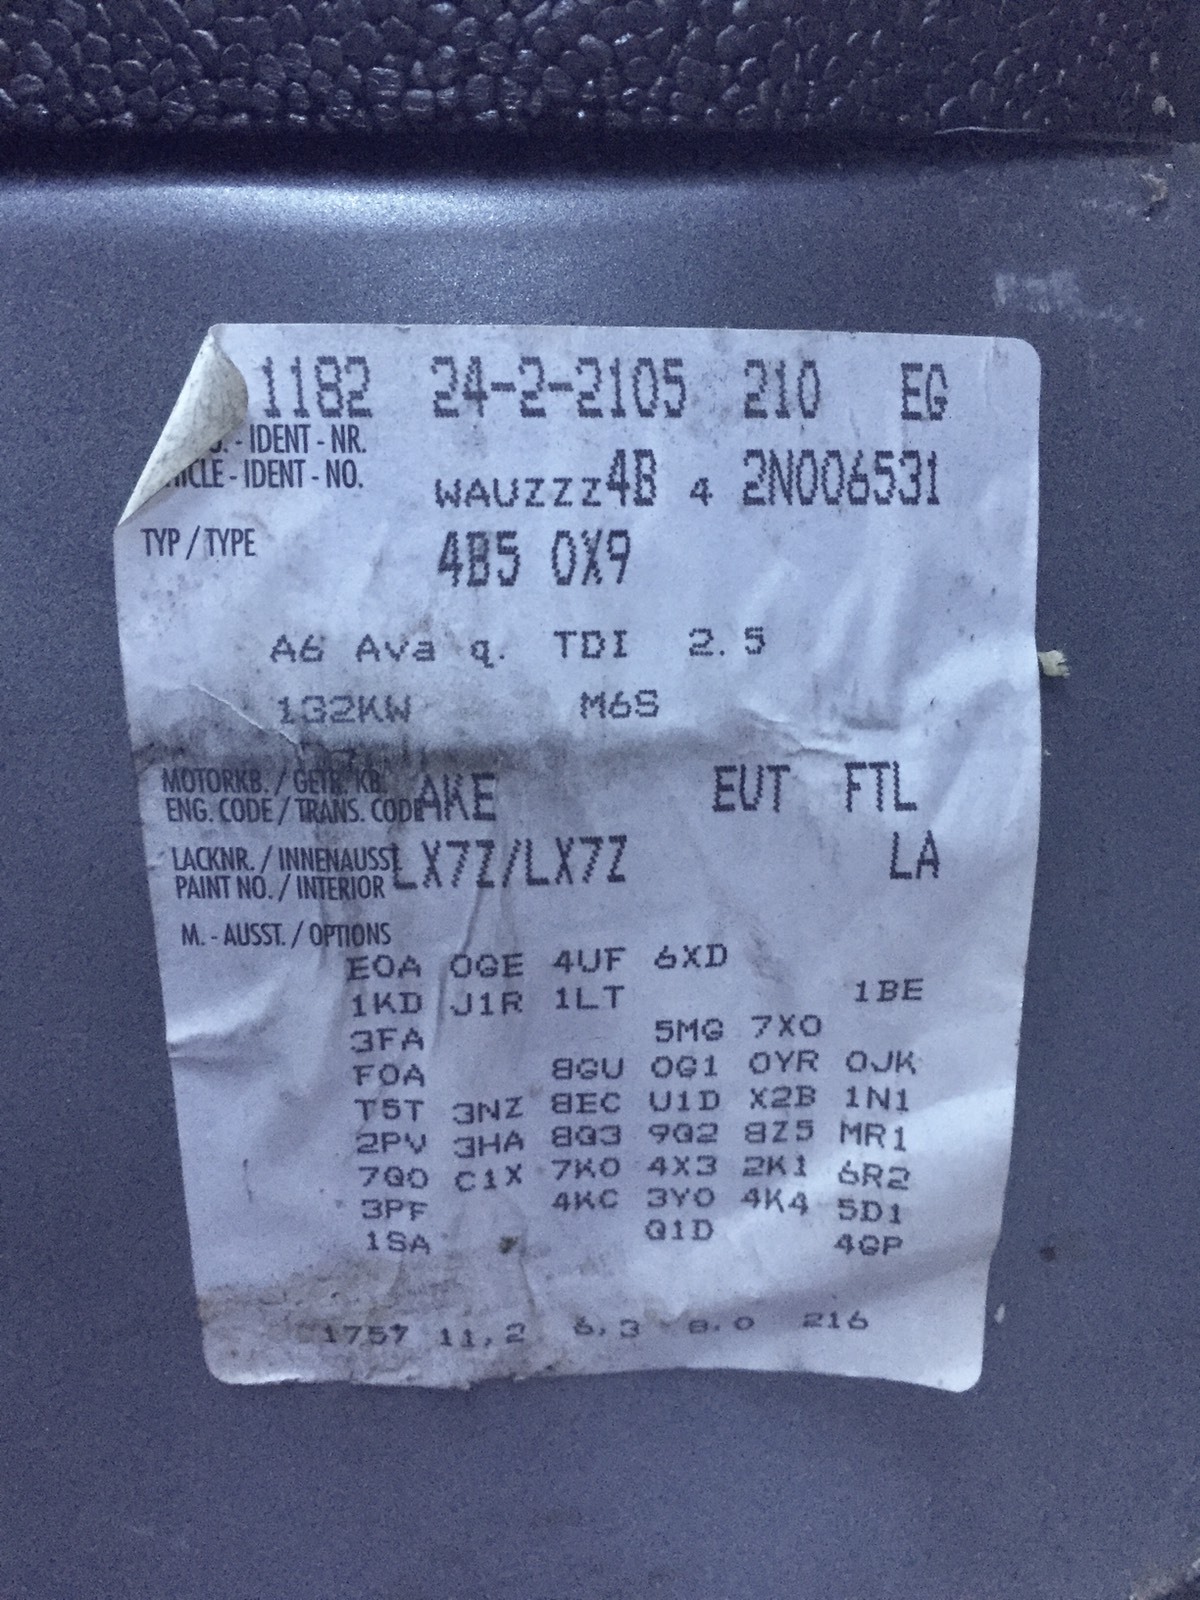 1182 24-2-2105 210 EG
. - IDENT - NR.
ICLE - IDENT - NO. WAUZZZ4B 4 2N006531
TYP / TYPE 4B5 0X9
A6 Ava q. TDI 2.5
132KW M6S
MOTORKB. / GETR. KB.
ENG. CODE / TRANS. CODE AKE EUT FTL
LACKNR. / INNENAUSST LX7Z/LX7Z LA
PAINT NO. / INTERIOR
M. - AUSST. / OPTIONS
E0A 0GE 4UF 6XD
1KD J1R 1LT 1BE
3FA 5MG 7X0
F0A 8GU 0G1 0YR 0JK
T5T 3NZ 8EC U1D X2B 1N1
2PV 3HA 8Q3 9Q2 8Z5 MR1
7Q0 C1X 7K0 4X3 2K1 6R2
3PF 4KC 3Y0 4K4 5D1
1SA Q1D 4GP
1757 11,2 6,3 8.0 216